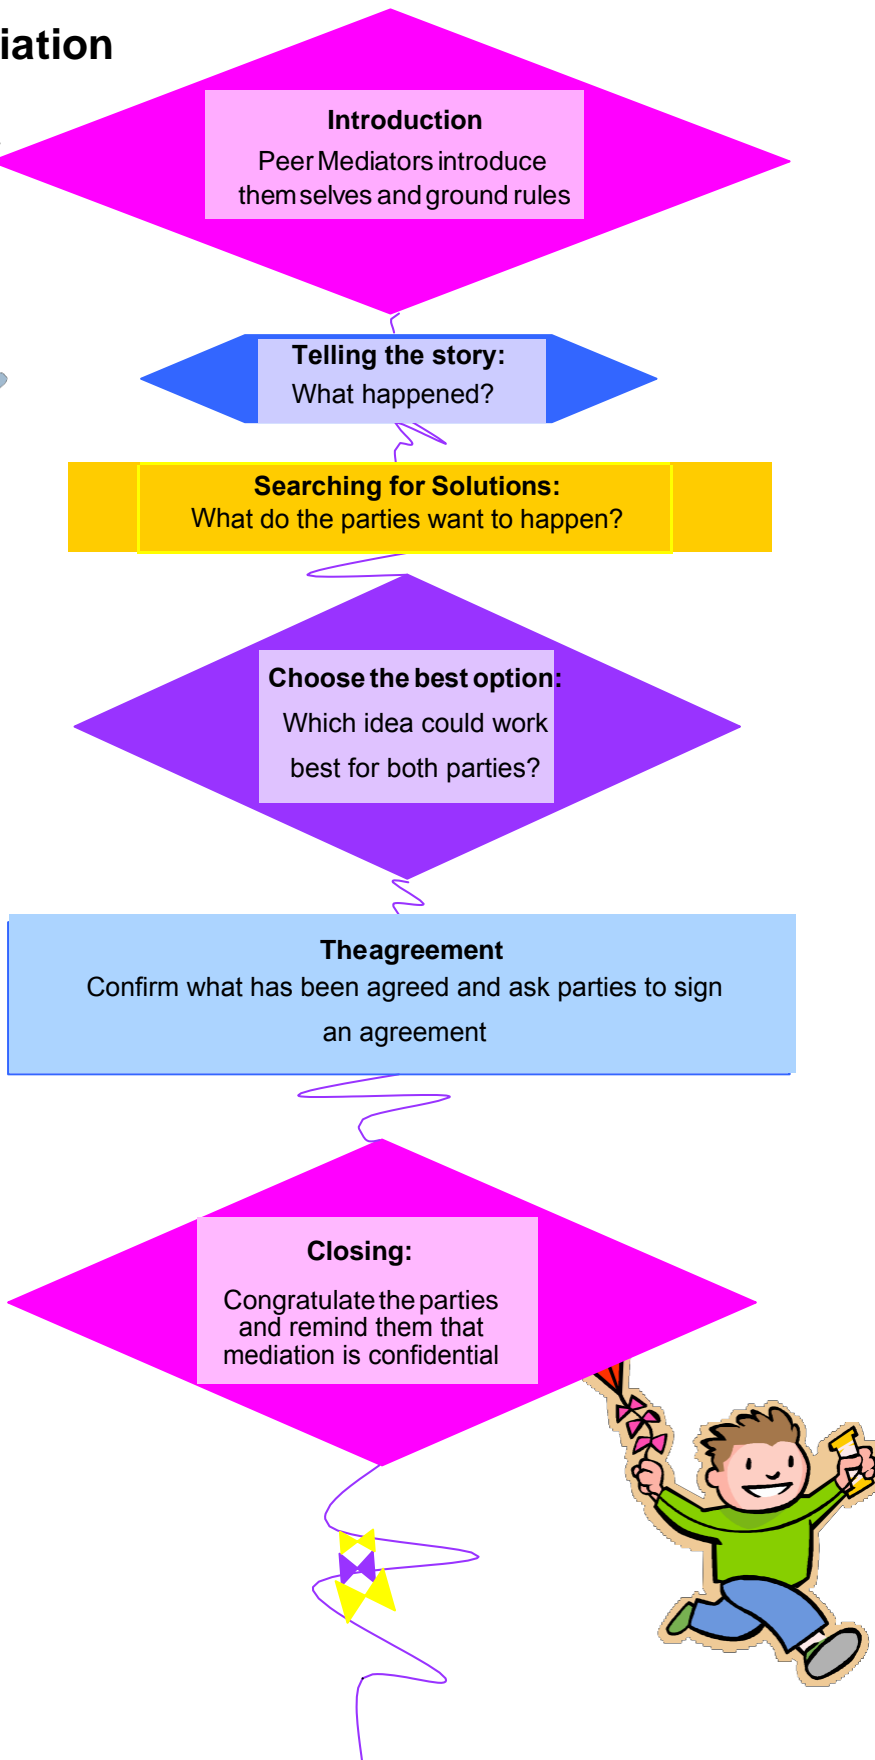 iation
Introduction
Peer Mediators introduce
themselves and ground rules
Telling the story:
What happened?
Searching for Solutions:
What do the parties want to happen?
Choose the best option:
Which idea could work
best for both parties?
The agreement
Confirm what has been agreed and ask parties to sign
an agreement
Closing:
Congratulate the parties
and remind them that
mediation is confidential